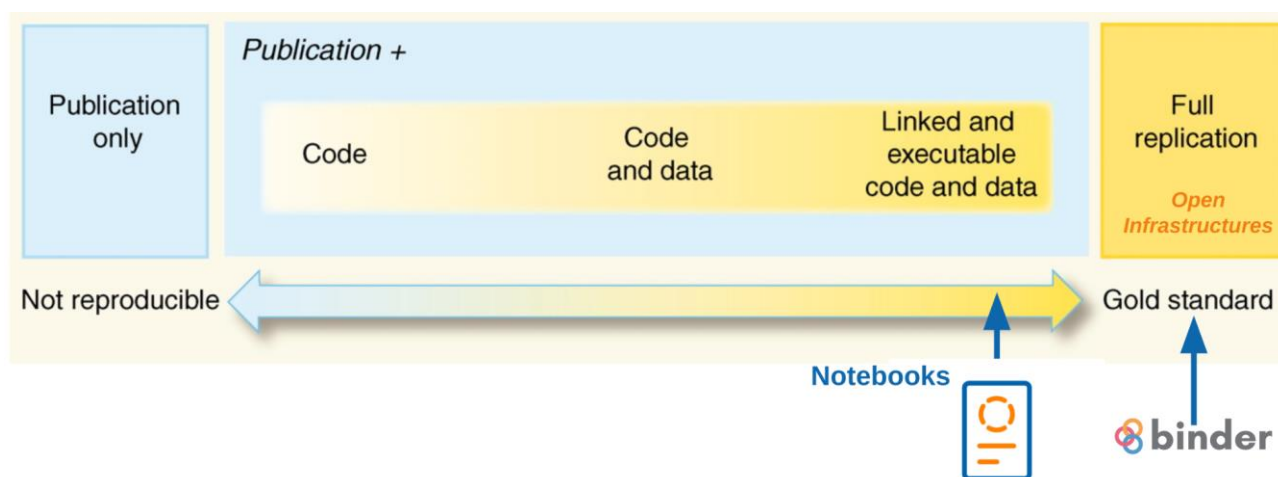 Publication
only
Publication +
Code
Code
and data
Linked and
executable
code and data
Full
replication
Open
Infrastructures
Not reproducible
Gold standard
Notebooks
binder